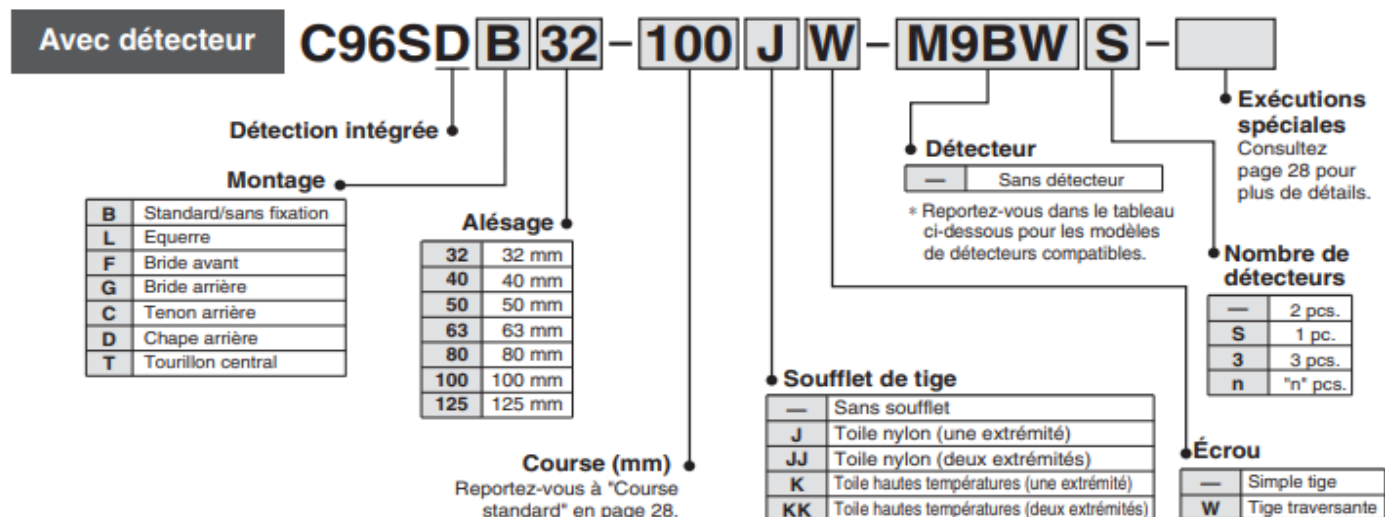 Avec détecteur C96SD B 32 – 100 J W – M9BW S –
Détection intégrée
Montage
B Standard/sans fixation
L Equerre
F Bride avant
G Bride arrière
C Tenon arrière
D Chape arrière
T Tourillon central
Alésage
32 32 mm
40 40 mm
50 50 mm
63 63 mm
80 80 mm
100 100 mm
125 125 mm
Course (mm)
Reportez-vous à "Course
standard" en page 28.
Soufflet de tige
— Sans soufflet
J Toile nylon (une extrémité)
JJ Toile nylon (deux extrémités)
K Toile hautes températures (une extrémité)
KK Toile hautes températures (deux extrémités)
Écrou
— Simple tige
W Tige traversante
Détecteur
— Sans détecteur
* Reportez-vous dans le tableau
ci-dessous pour les modèles
de détecteurs compatibles.
Nombre de
détecteurs
— 2 pcs.
S 1 pc.
3 3 pcs.
n "n" pcs.
Exécutions
spéciales
Consultez
page 28 pour
plus de détails.